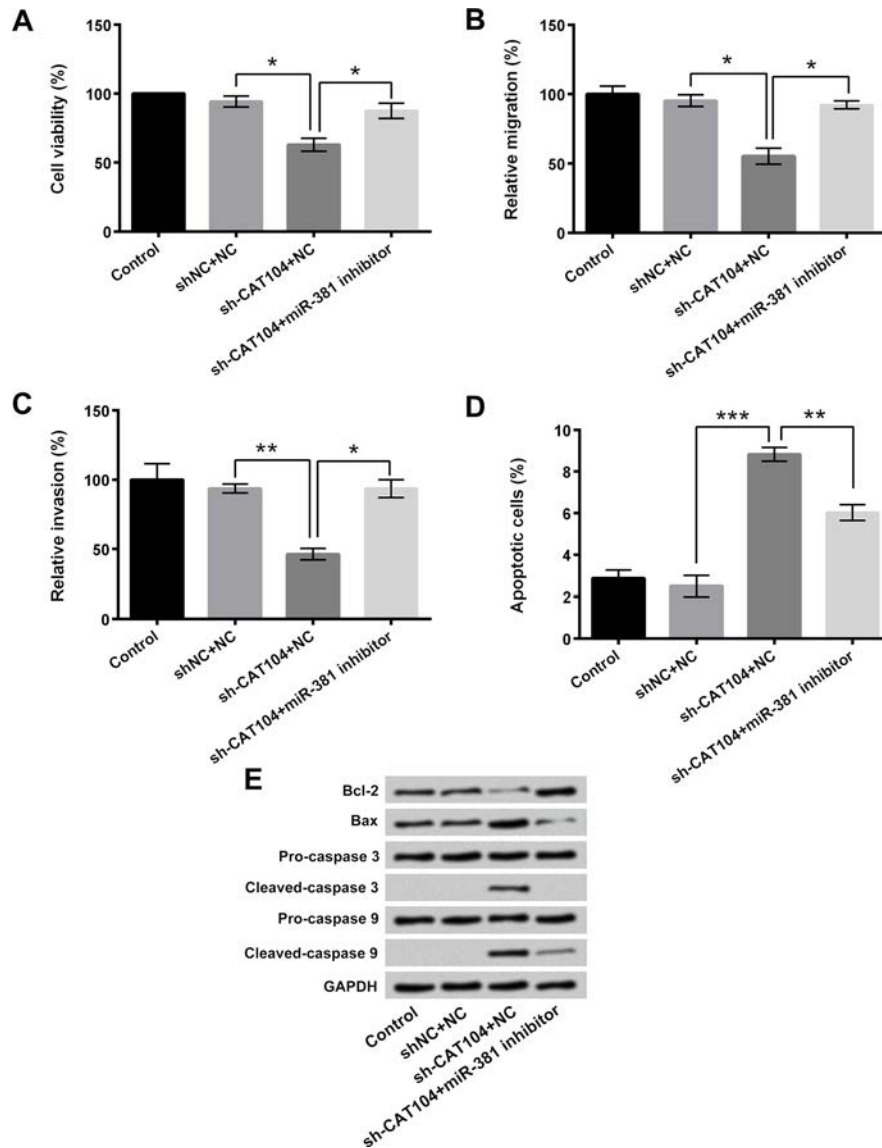 A
Cell viability (%)
150
100
50
0
*
*
Control
shNC+NC
sh-CAT104+NC
sh-CAT104+miR-381 inhibitor
B
Relative migration (%)
150
100
50
0
*
*
Control
shNC+NC
sh-CAT104+NC
sh-CAT104+miR-381 inhibitor
C
Relative invasion (%)
150
100
50
0
**
*
Control
shNC+NC
sh-CAT104+NC
sh-CAT104+miR-381 inhibitor
D
Apoptotic cells (%)
10
8
6
4
2
0
***
**
Control
shNC+NC
sh-CAT104+NC
sh-CAT104+miR-381 inhibitor
E
Bcl-2
Bax
Pro-caspase 3
Cleaved-caspase 3
Pro-caspase 9
Cleaved-caspase 9
GAPDH
Control
shNC+NC
sh-CAT104+NC
sh-CAT104+miR-381 inhibitor